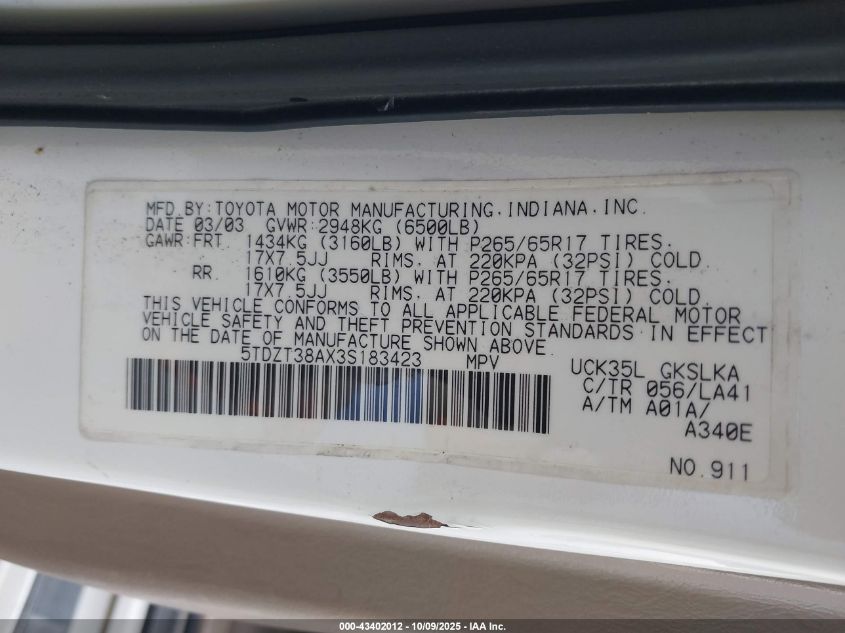 MFD.BY:TOYOTA MOTOR MANUFACTURING,INDIANA,INC.
DATE 03/03 GVWR:2948KG (6500LB)
GAWR:FRT 1434KG (3160LB) WITH P265/65R17 TIRES.
17X7.5JJ RIMS. AT 220KPA (32PSI) COLD
RR 1610KG (3550LB) WITH P265/65R17 TIRES.
17X7.5JJ RIMS. AT 220KPA (32PSI) COLD.
THIS VEHICLE CONFORMS TO ALL APPLICABLE FEDERAL MOTOR
VEHICLE SAFETY AND THEFT PREVENTION STANDARDS IN EFFECT
ON THE DATE OF MANUFACTURE SHOWN ABOVE.
5TDZT38AX3S183423 MPV
UCK35L GKSLKA
C/TR 056/LA41
A/TM A01A/
A340E
NO.911
000-43402012 - 10/09/2025 - IAA Inc.